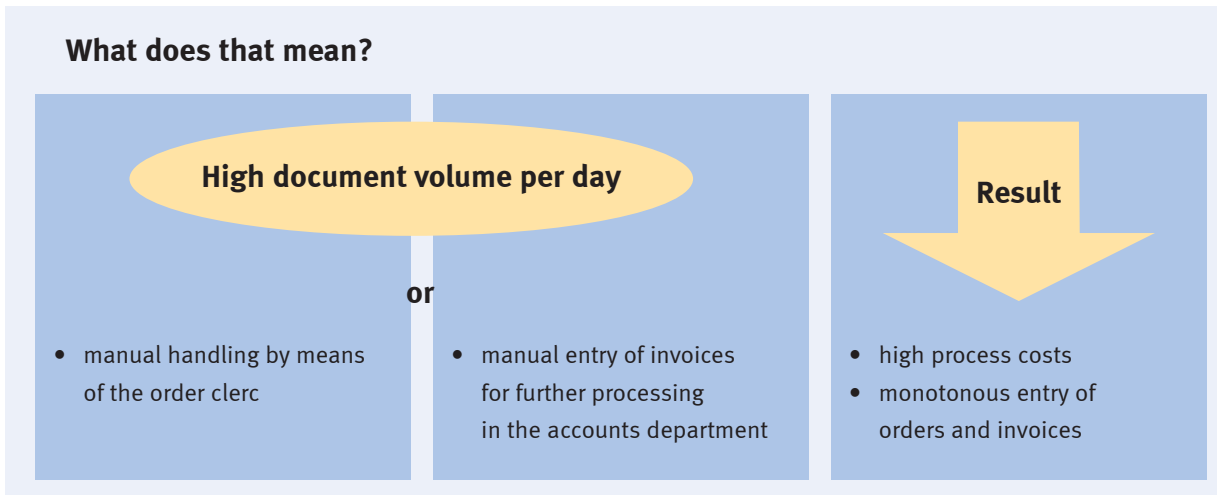 What does that mean?
High document volume per day
or
• manual handling by means
of the order clerc
• manual entry of invoices
for further processing
in the accounts department
Result
• high process costs
• monotonous entry of
orders and invoices